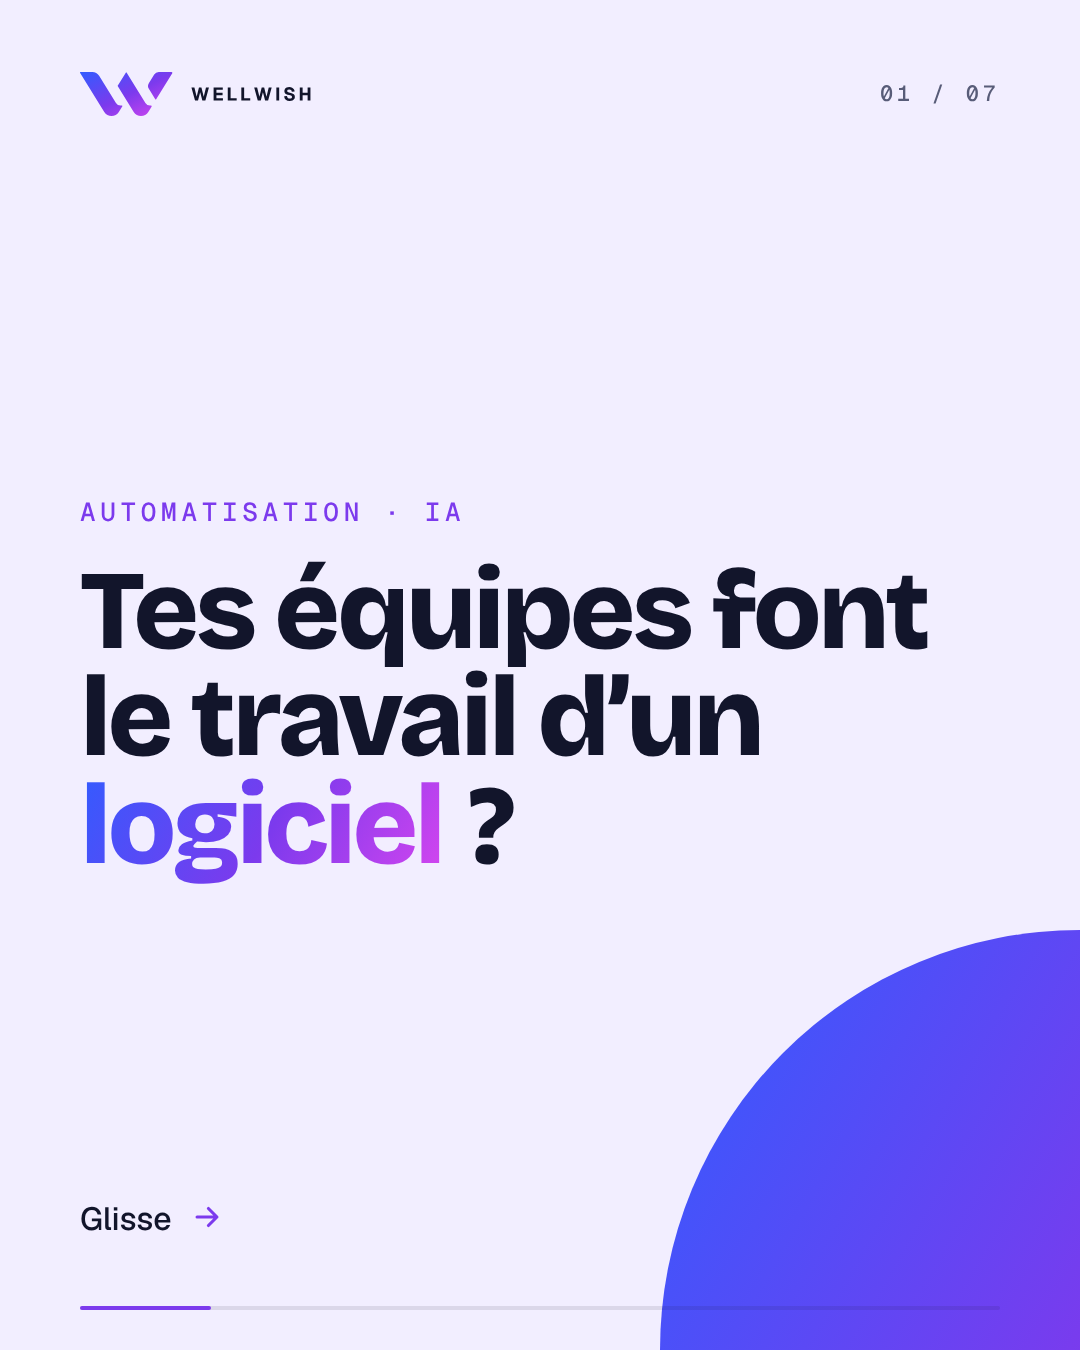 WELLWISH
01 / 07
AUTOMATISATION · IA
Tes équipes font
le travail d’un
logiciel ?
Glisse →